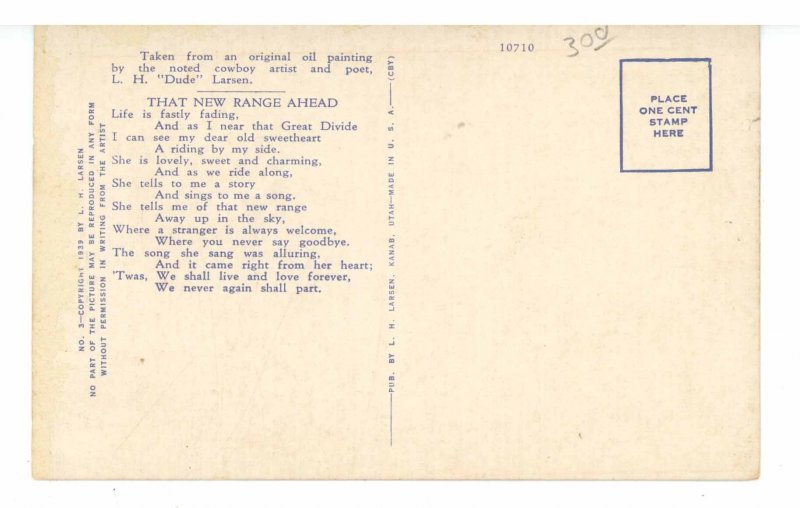 Taken from an original oil painting
by the noted cowboy artist and poet,
L. H. "Dude" Larsen.
THAT NEW RANGE AHEAD
Life is fastly fading,
And as I near that Great Divide
I can see my dear old sweetheart
A riding by my side.
She is lovely, sweet and charming,
And as we ride along,
She tells to me a story
And sings to me a song.
She tells me of that new range
Away up in the sky,
Where a stranger is always welcome,
Where you never say goodbye.
The song she sang was alluring,
And it came right from her heart;
'Twas, We shall live and love forever,
We never again shall part.
NO. 3—COPYRIGHT 1939 BY L. H. LARSEN
NO PART OF THE PICTURE MAY BE REPRODUCED IN ANY FORM
WITHOUT PERMISSION IN WRITING FROM THE ARTIST
PUB. BY L. H. LARSEN, KANAB, UTAH—MADE IN U. S. A.—(CBY)
10710
300
PLACE
ONE CENT
STAMP
HERE